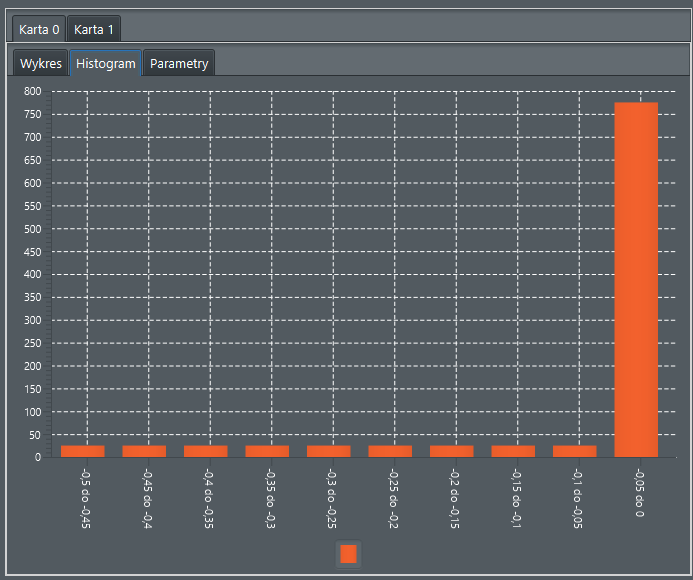 Karta 0 Karta 1
Wykres Histogram Parametry
800
750
700
650
600
550
500
450
400
350
300
250
200
150
100
50
0
-0,5 do -0,45
-0,45 do -0,4
-0,4 do -0,35
-0,35 do -0,3
-0,3 do -0,25
-0,25 do -0,2
-0,2 do -0,15
-0,15 do -0,1
-0,1 do -0,05
-0,05 do 0